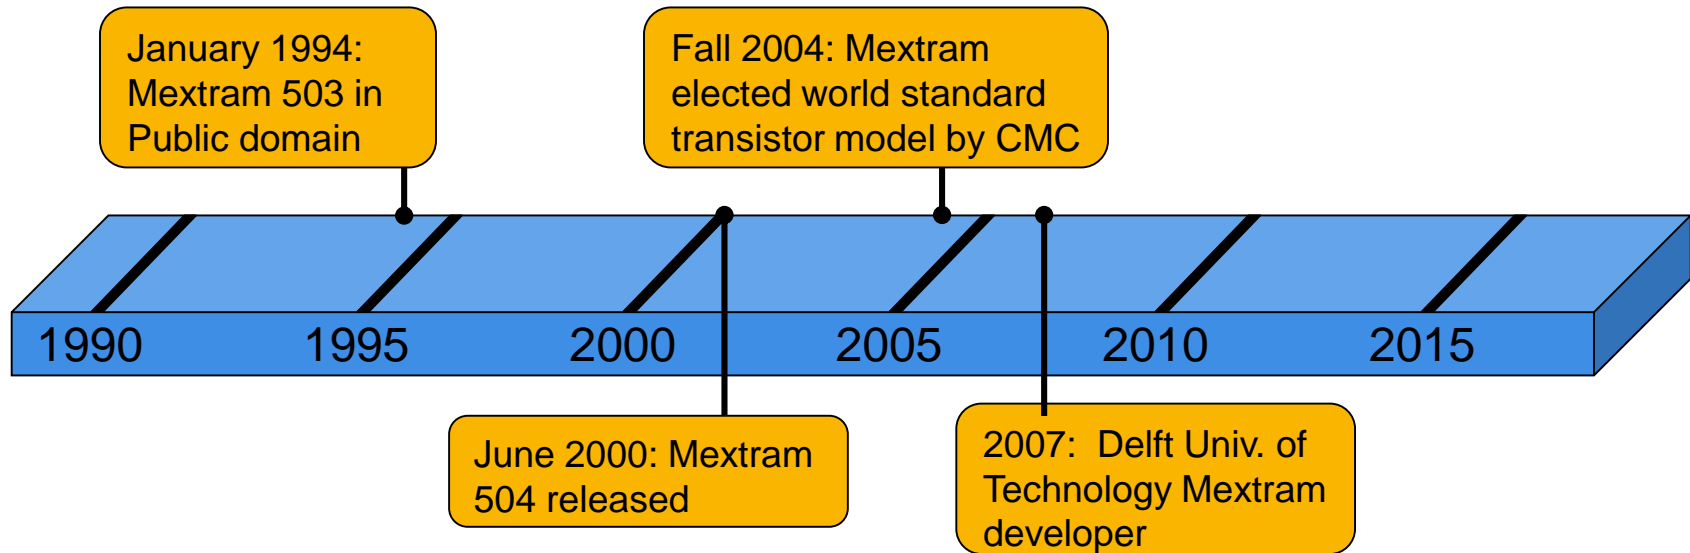 January 1994:
Mextram 503 in
Public domain
Fall 2004: Mextram
elected world standard
transistor model by CMC
1990
1995
2000
2005
2010
2015
June 2000: Mextram
504 released
2007:  Delft Univ. of
Technology Mextram
developer